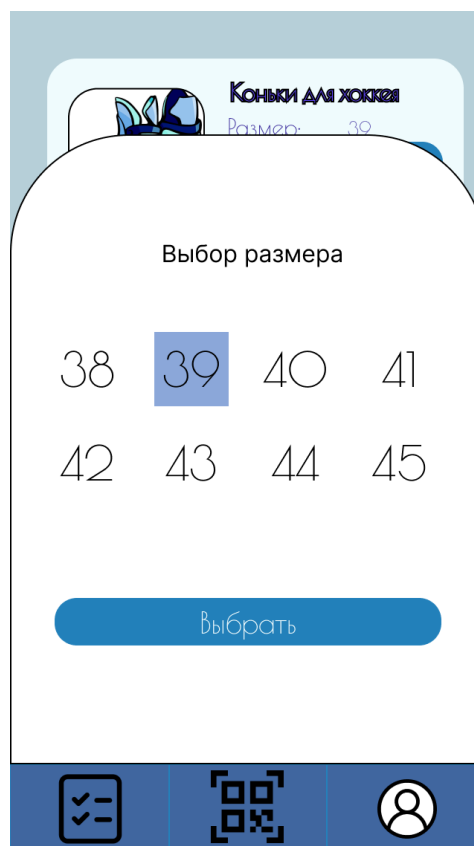 Коньки для хоккея
Размер: 39
Выбор размера
38 39 40 41
42 43 44 45
Выбрать